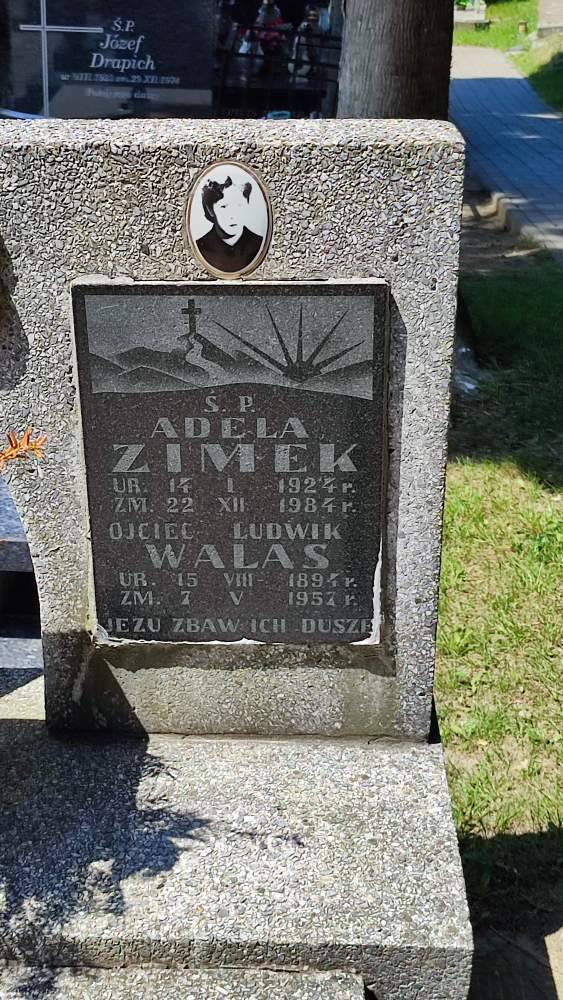 Ś.P.
Józef
Drapich
Ś. P.
ADELA
ZIMEK
UR. 14 I. 1924 r.
ZM. 22 XII 1984 r.
OJCIEC LUDWIK
WALAS
UR. 15 VIII 1894 r.
ZM. 7 V 1957 r.
JEZU ZBAW ICH DUSZE